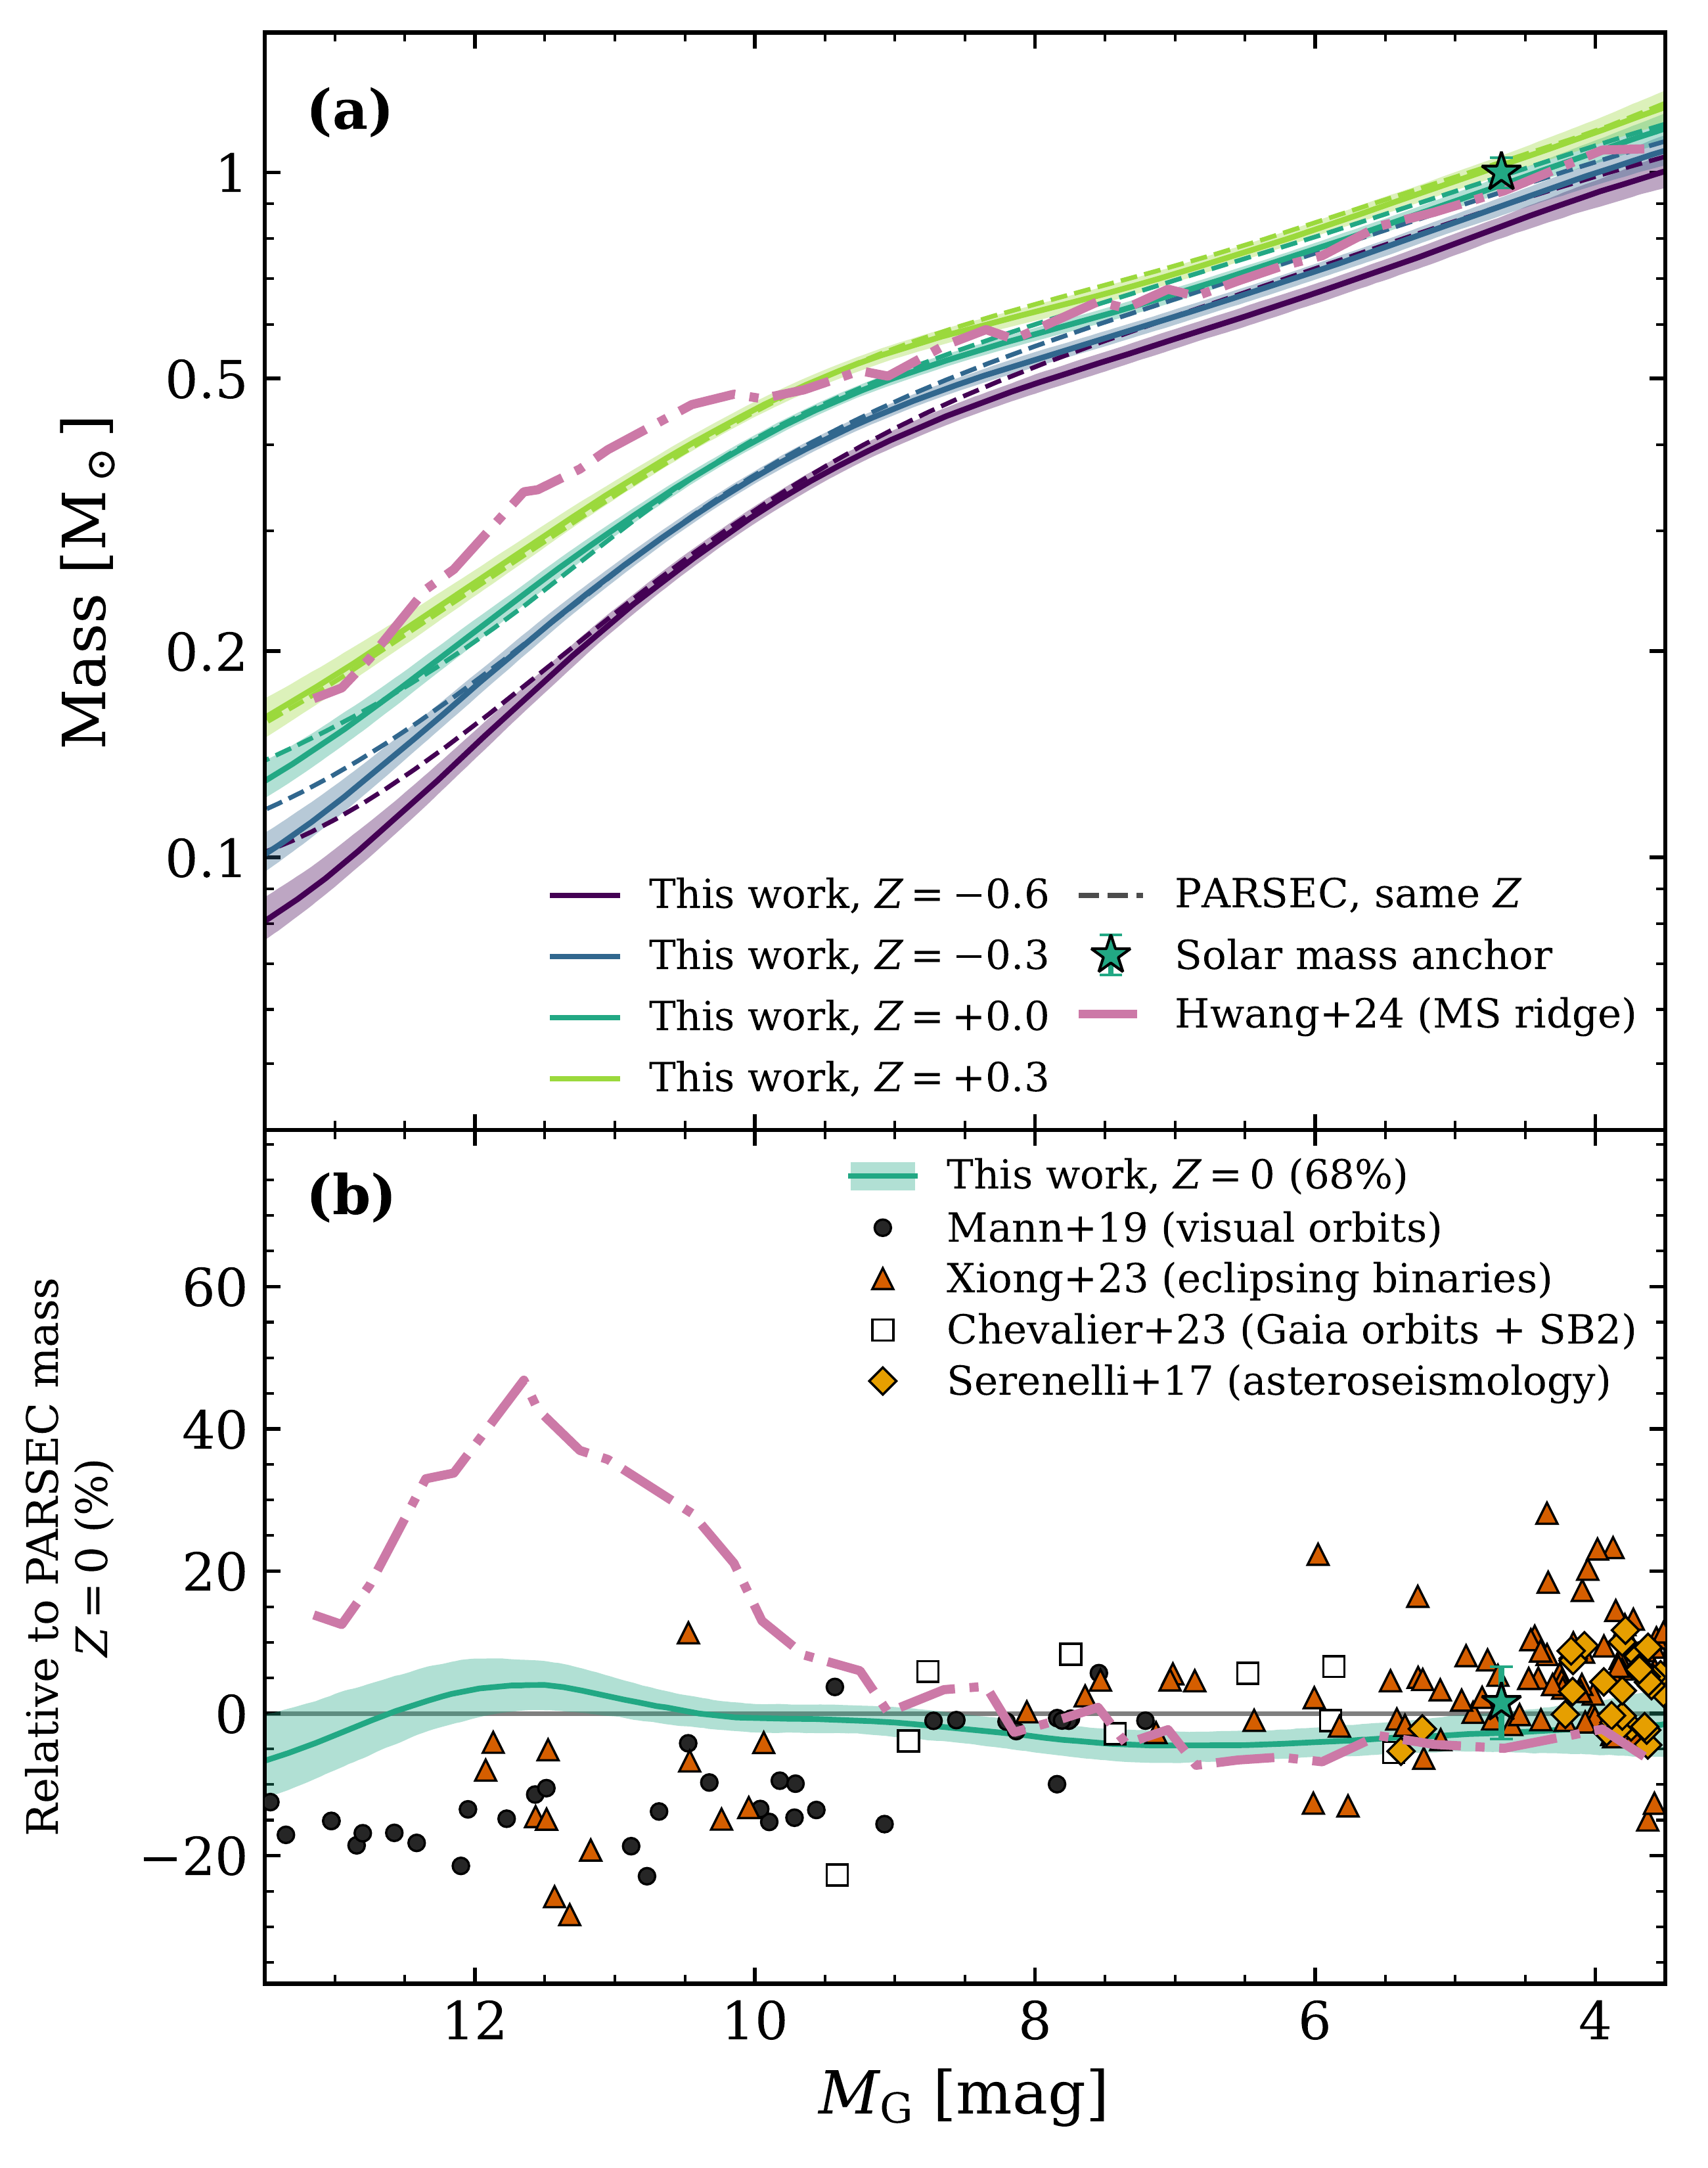 (a)
Mass [M⊙]
1
0.5
0.2
0.1
This work, Z = −0.6
This work, Z = −0.3
This work, Z = +0.0
This work, Z = +0.3
PARSEC, same Z
Solar mass anchor
Hwang+24 (MS ridge)
(b)
Relative to PARSEC mass
Z = 0 (%)
60
40
20
0
−20
This work, Z = 0 (68%)
Mann+19 (visual orbits)
Xiong+23 (eclipsing binaries)
Chevalier+23 (Gaia orbits + SB2)
Serenelli+17 (asteroseismology)
12 10 8 6 4
M_G [mag]